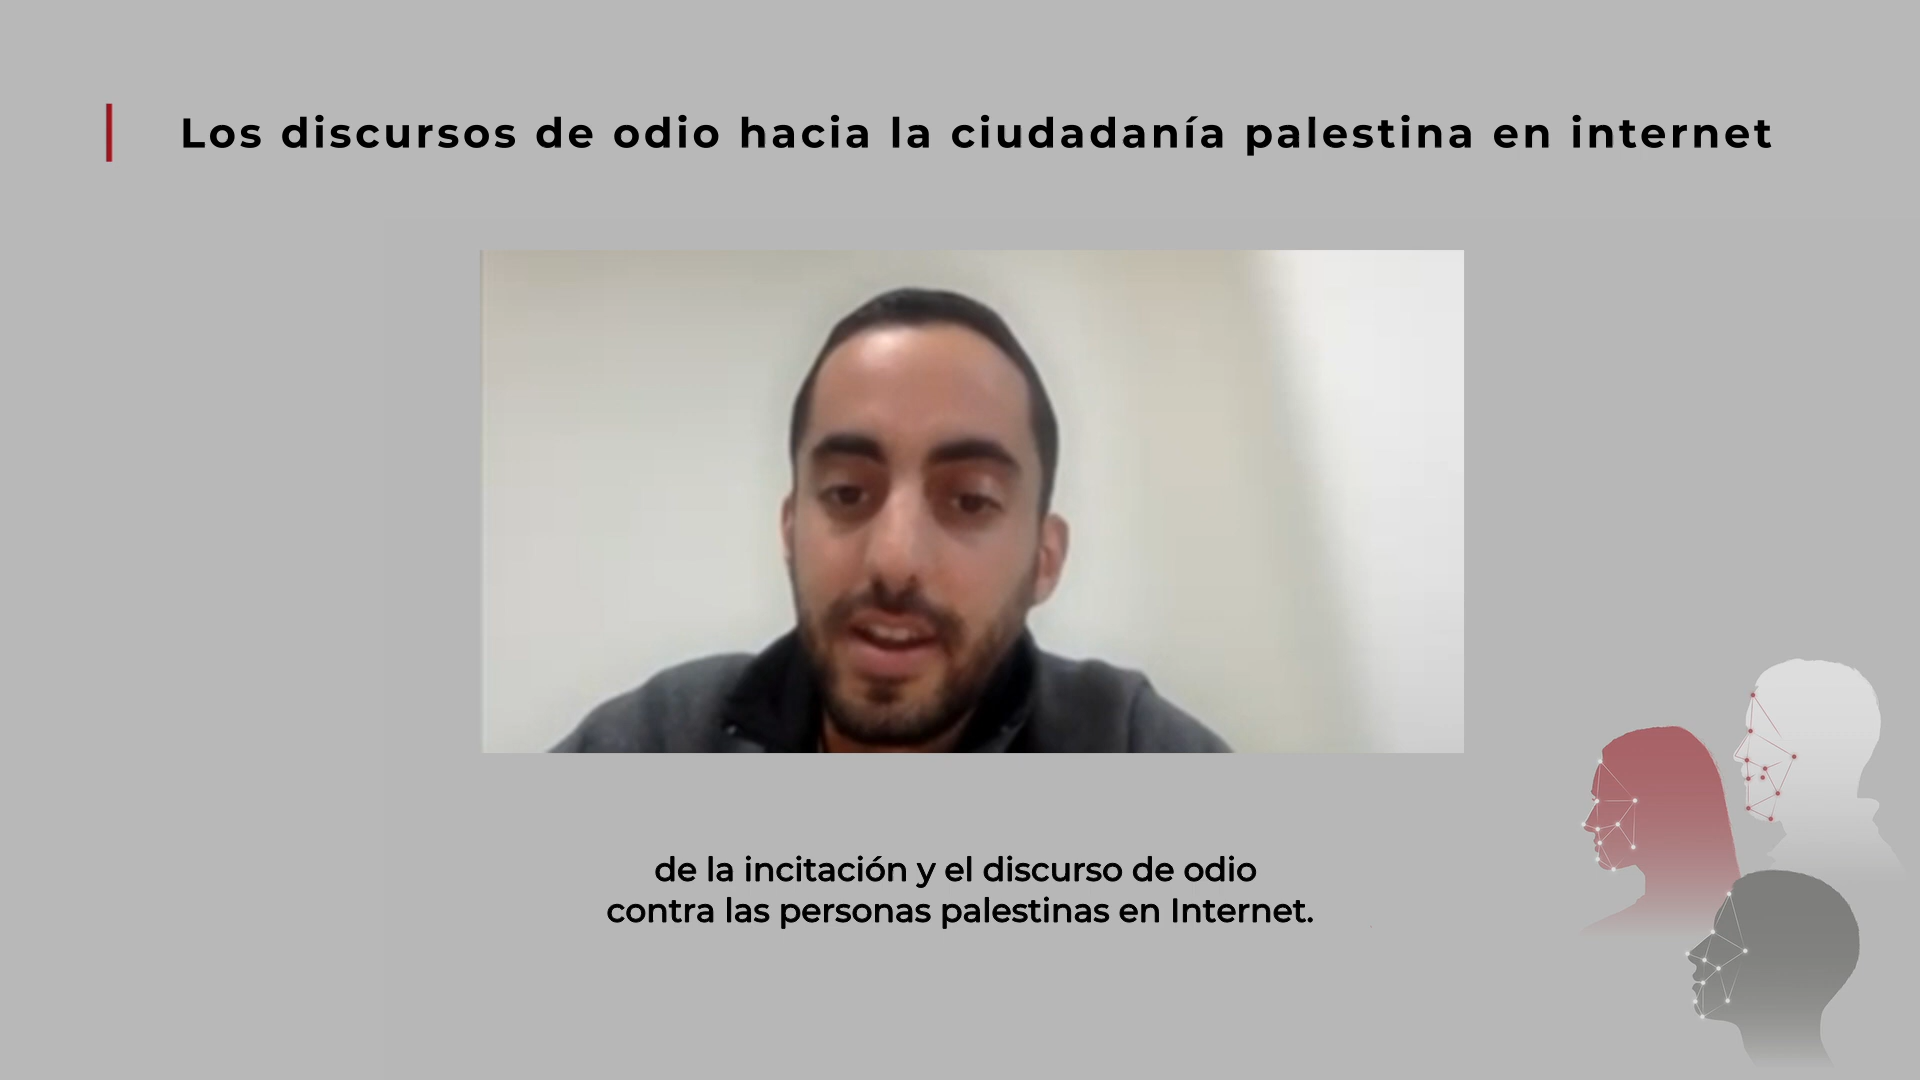 Los discursos de odio hacia la ciudadanía palestina en internet
de la incitación y el discurso de odio
contra las personas palestinas en Internet.